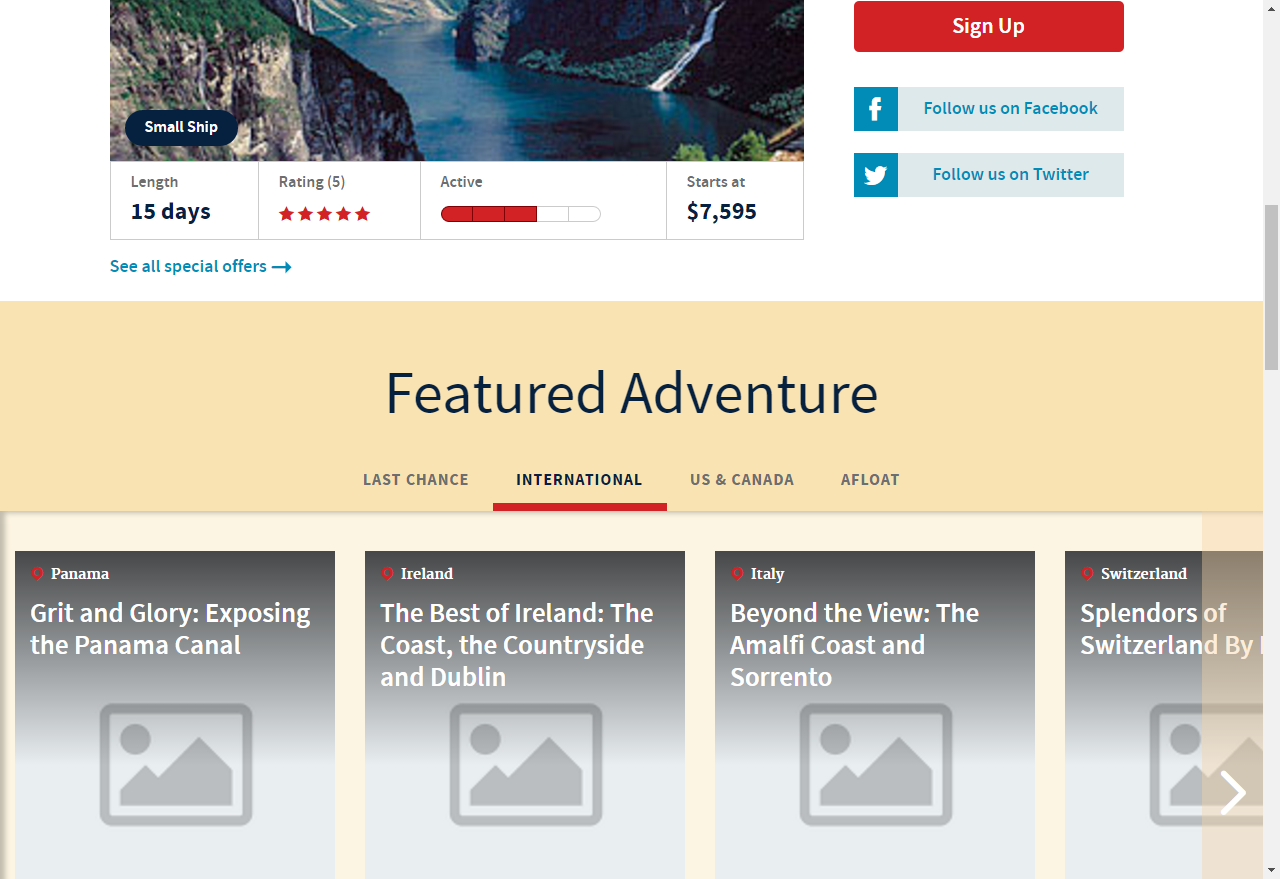 Sign Up
Follow us on Facebook
Small Ship
Follow us on Twitter
Length
Rating (5)
Active
Starts at
15 days
$7,595
See all special offers
Featured Adventure
LAST CHANCE
INTERNATIONAL
US & CANADA
AFLOAT
Panama
Grit and Glory: Exposing
the Panama Canal
Ireland
The Best of Ireland: The
Coast, the Countryside
and Dublin
Italy
Beyond the View: The
Amalfi Coast and
Sorrento
Switzerland
Splendors of
Switzerland By